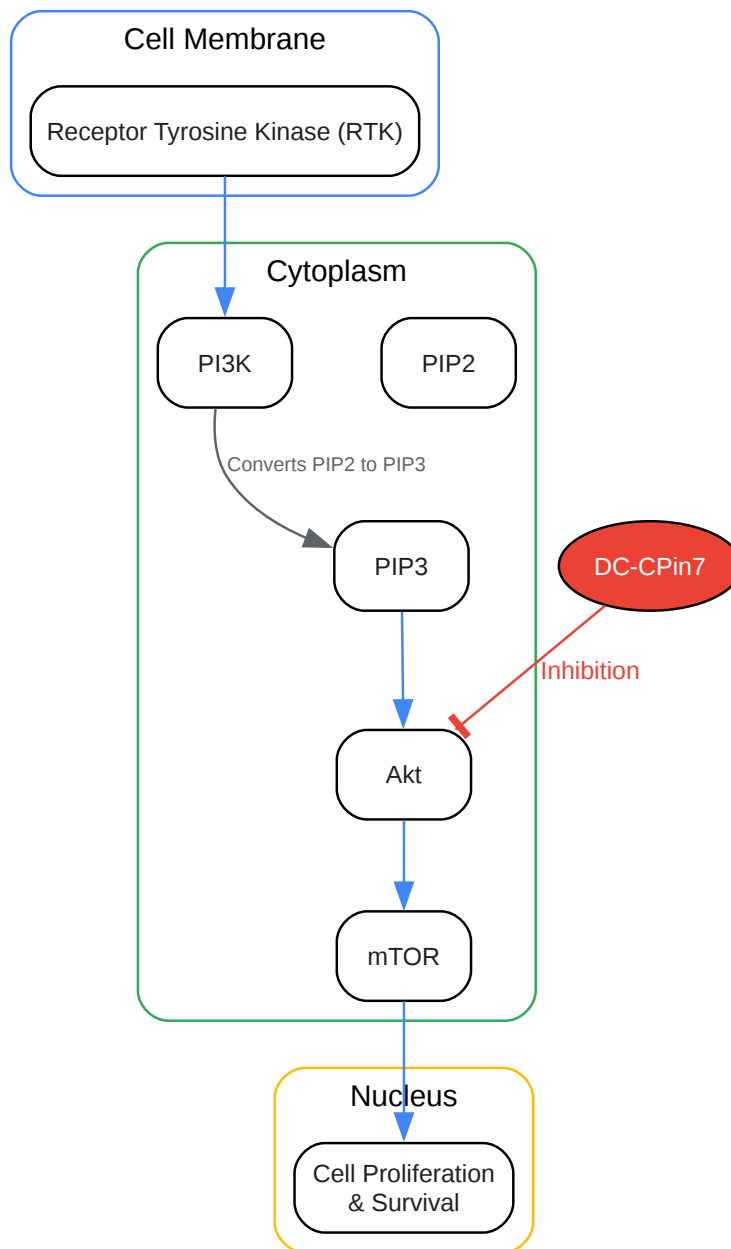 Cell Membrane
Receptor Tyrosine Kinase (RTK)
Cytoplasm
PI3K
PIP2
Converts PIP2 to PIP3
PIP3
DC-CPin7
Inhibition
Akt
mTOR
Nucleus
Cell Proliferation
& Survival